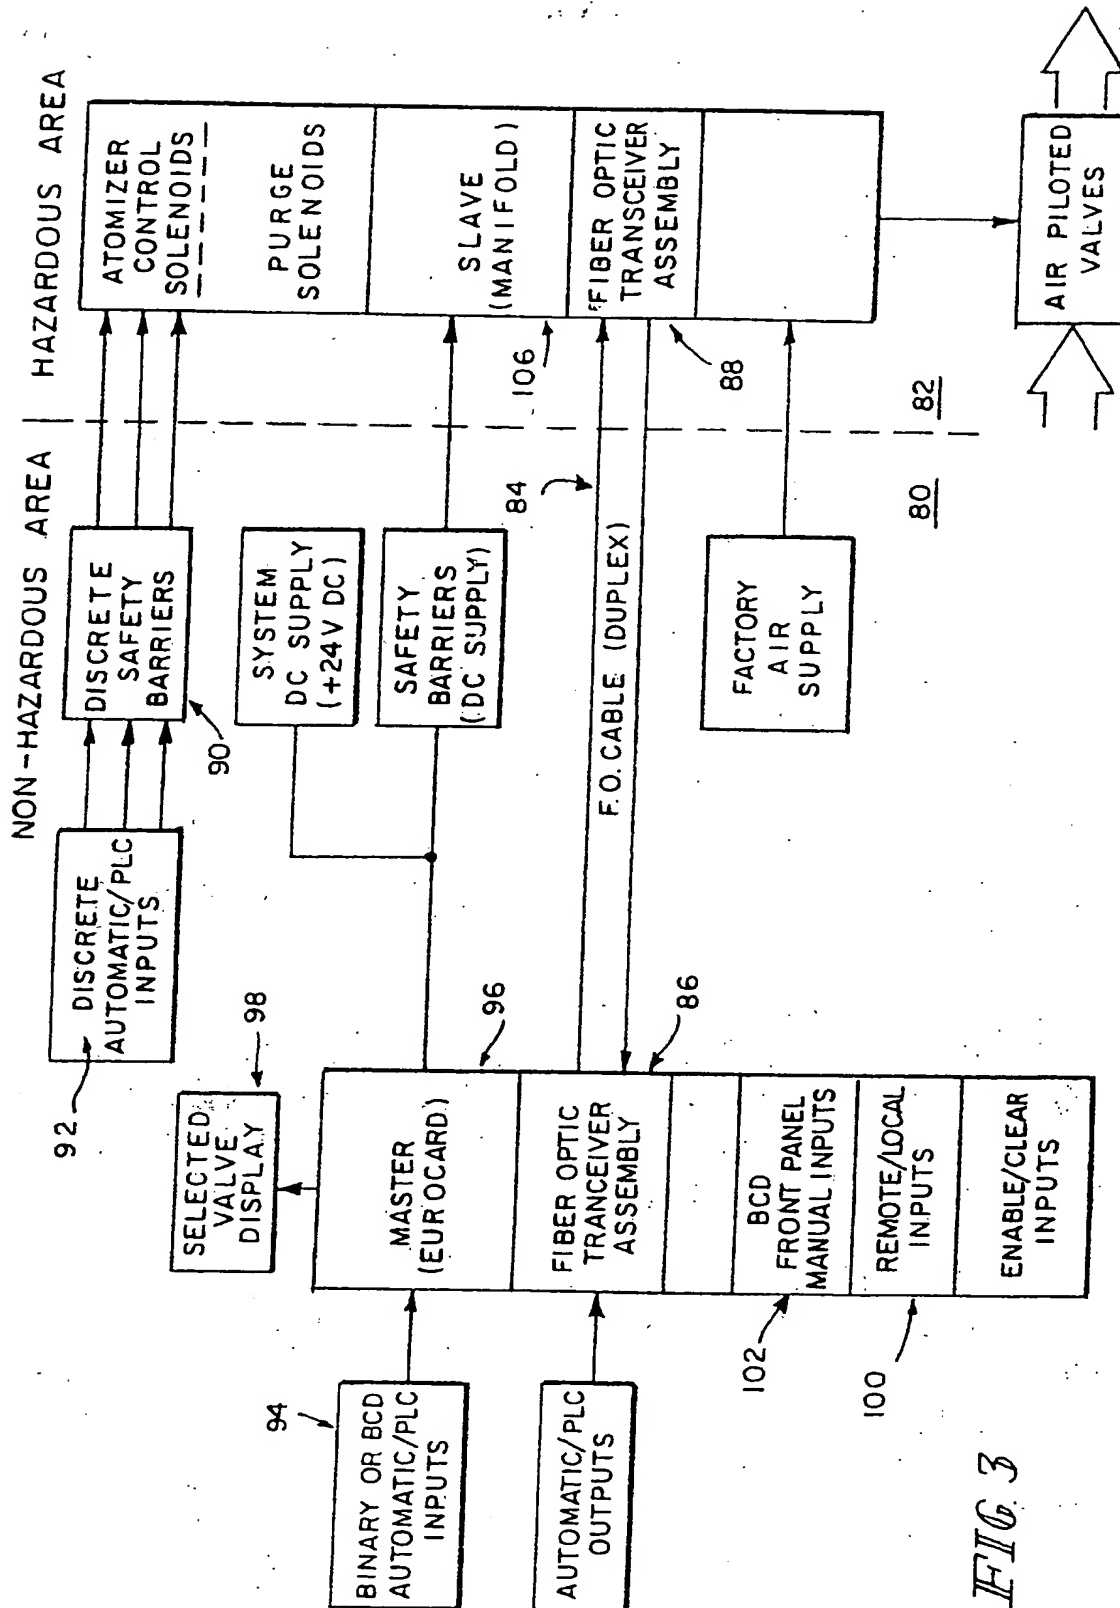 NON-HAZARDOUS AREA
HAZARDOUS AREA
92
DISCRETE
AUTOMATIC/PLC
INPUTS
DISCRETE
SAFETY
BARRIERS
90
ATOMIZER
CONTROL
SOLENOIDS
PURGE
SOLENOIDS
SELECTED
VALVE
DISPLAY
98
SYSTEM
DC SUPPLY
(+24V DC)
SAFETY
BARRIERS
(DC SUPPLY)
SLAVE
(MANIFOLD)
106
94
BINARY OR BCD
AUTOMATIC/PLC
INPUTS
MASTER
(EUROCARD)
96
84
F.O. CABLE (DUPLEX)
FIBER OPTIC
TRANSCEIVER
ASSEMBLY
88
AUTOMATIC/PLC
OUTPUTS
FIBER OPTIC
TRANCEIVER
ASSEMBLY
86
FACTORY
AIR
SUPPLY
80
82
102
BCD
FRONT PANEL
MANUAL INPUTS
100
REMOTE/LOCAL
INPUTS
ENABLE/CLEAR
INPUTS
AIR PILOTED
VALVES
FIG. 3